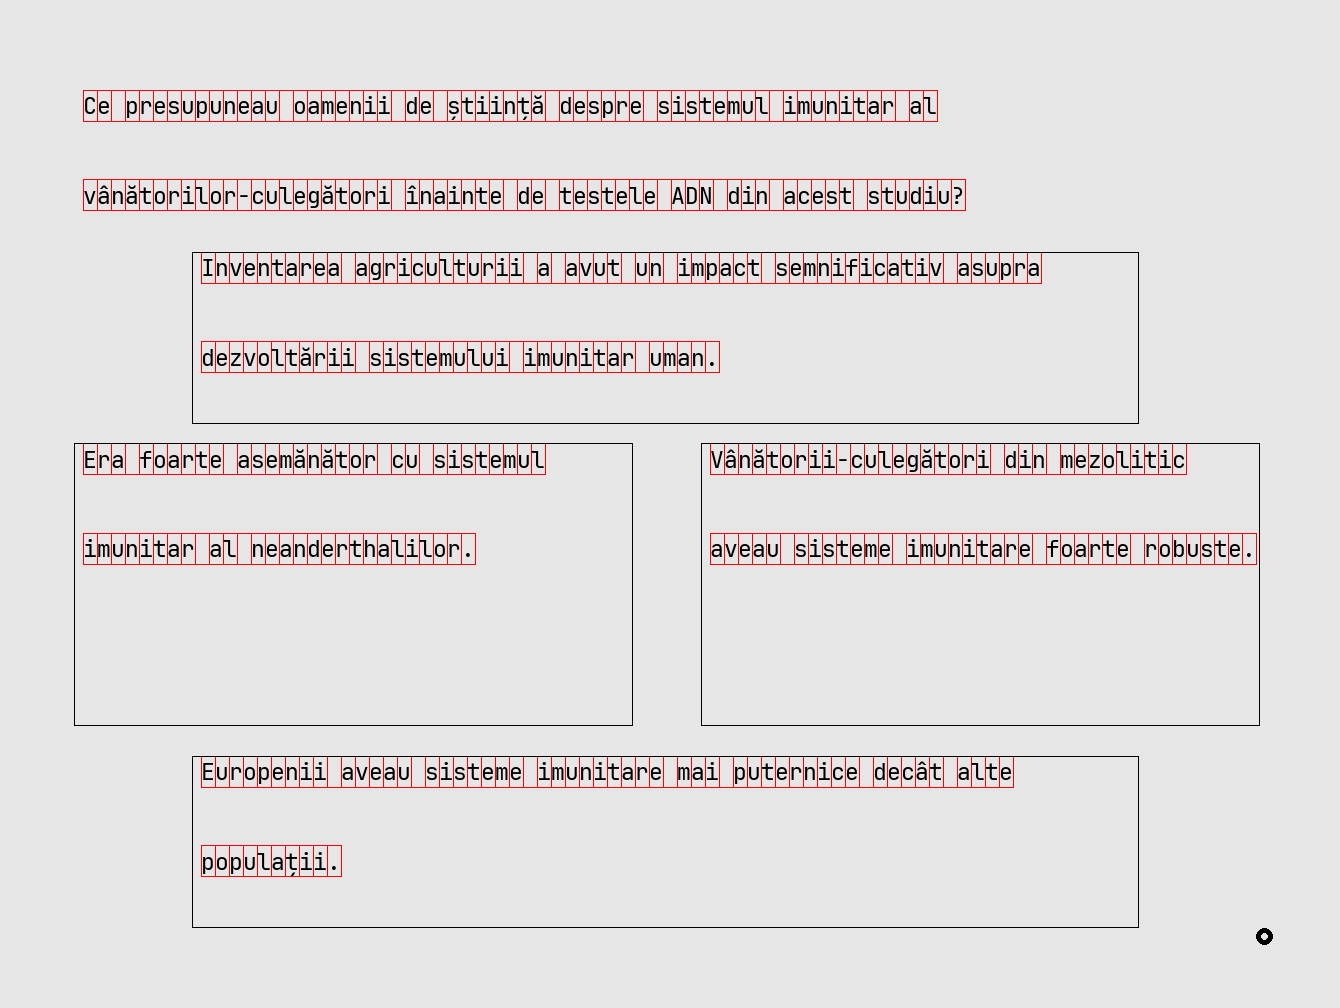 Ce presupuneau oamenii de știință despre sistemul imunitar al
vânătorilor-culegători înainte de testele ADN din acest studiu?
Inventarea agriculturii a avut un impact semnificativ asupra
dezvoltării sistemului imunitar uman.
Era foarte asemănător cu sistemul
imunitar al neanderthalilor.
Vânătorii-culegători din mezolitic
aveau sisteme imunitare foarte robuste.
Europenii aveau sisteme imunitare mai puternice decât alte
populații.